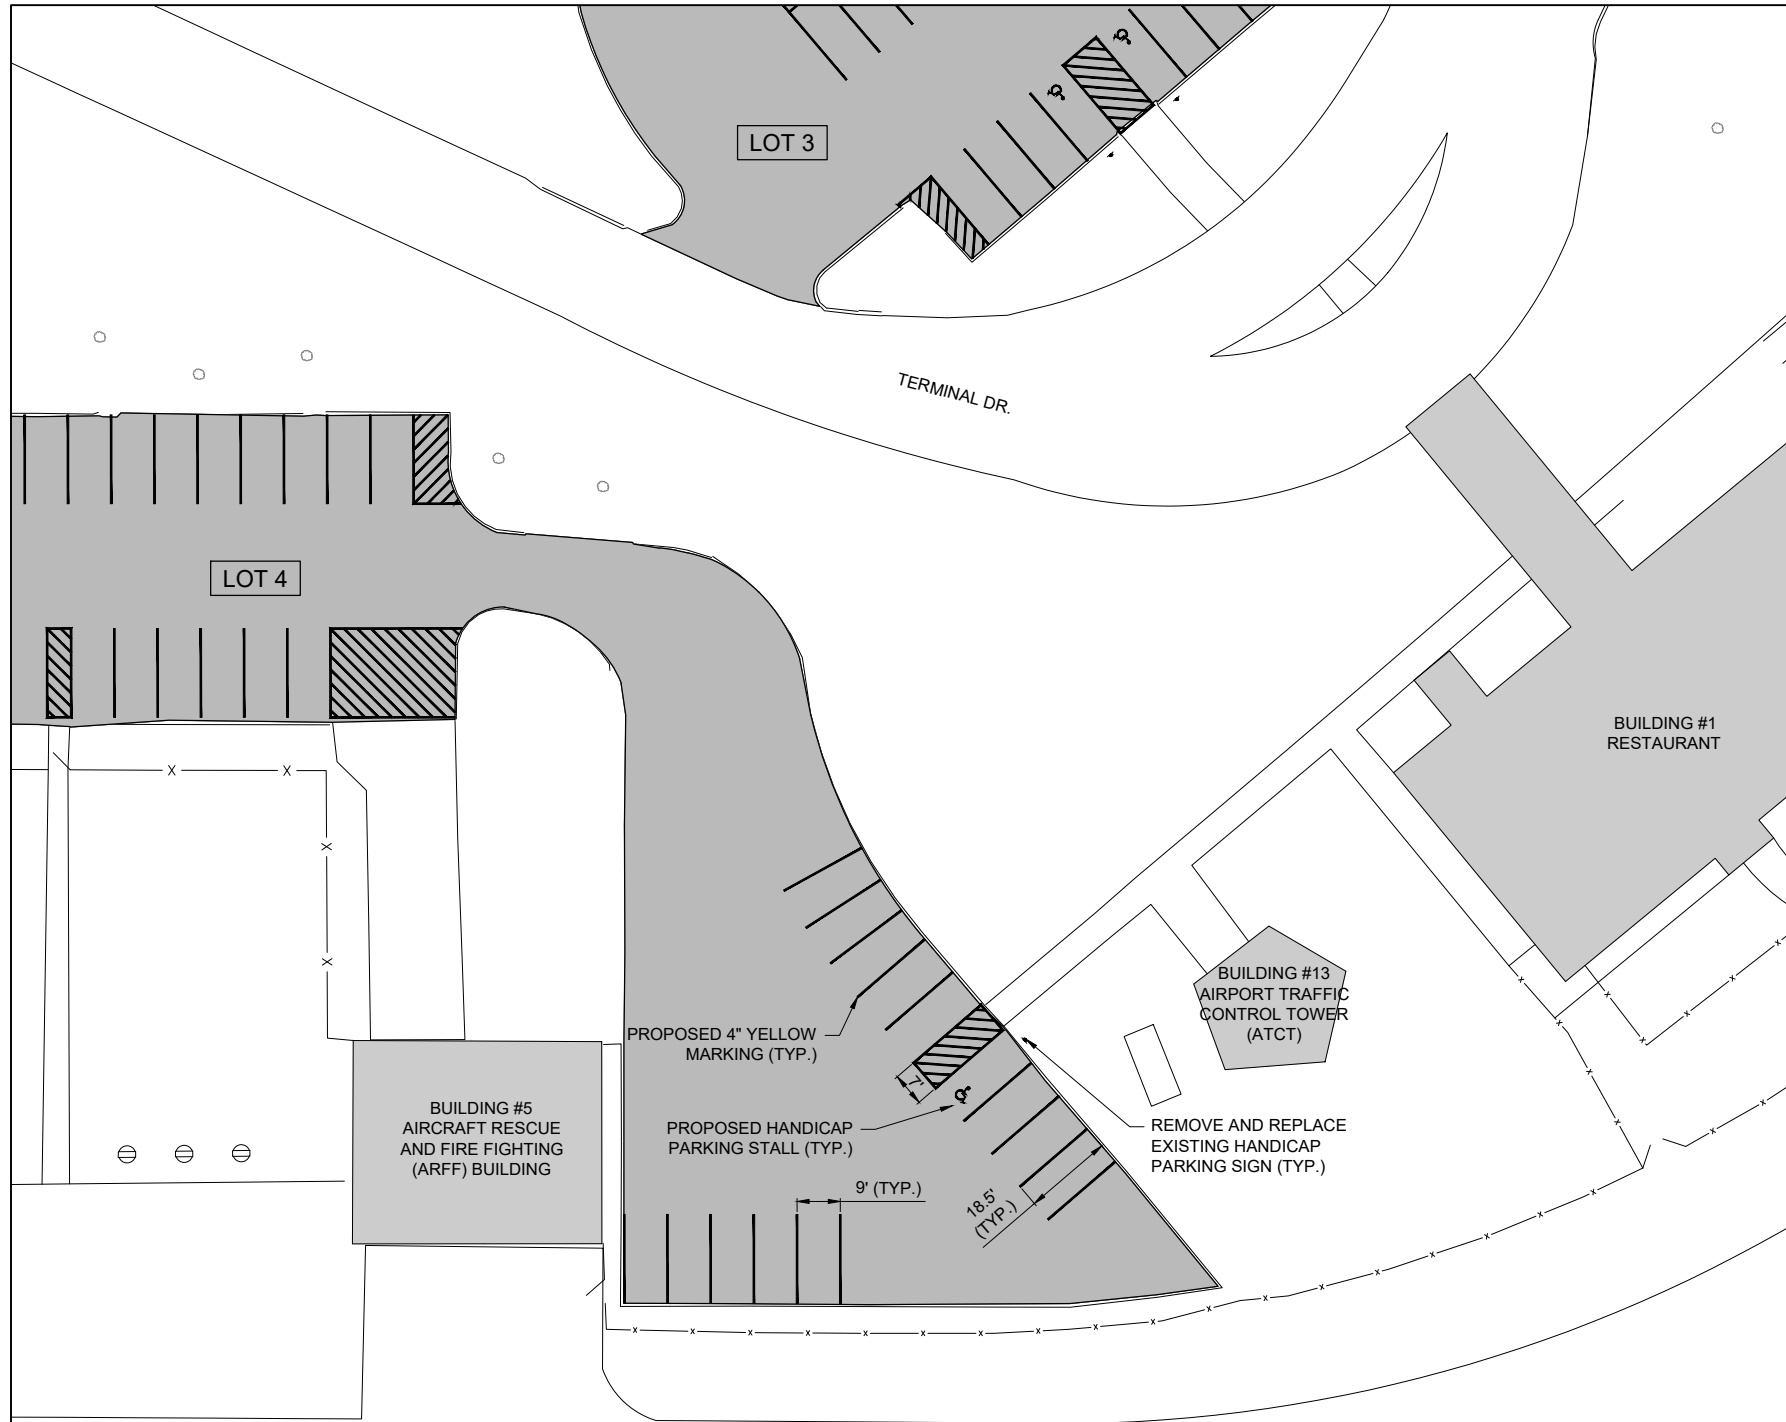 LOT 3
TERMINAL DR.
LOT 4
BUILDING #1
RESTAURANT
BUILDING #13
AIRPORT TRAFFIC
CONTROL TOWER
(ATCT)
PROPOSED 4" YELLOW
MARKING (TYP.)
7'
BUILDING #5
AIRCRAFT RESCUE
AND FIRE FIGHTING
(ARFF) BUILDING
PROPOSED HANDICAP
PARKING STALL (TYP.)
REMOVE AND REPLACE
EXISTING HANDICAP
PARKING SIGN (TYP.)
9' (TYP.)
18.5'
(TYP.)